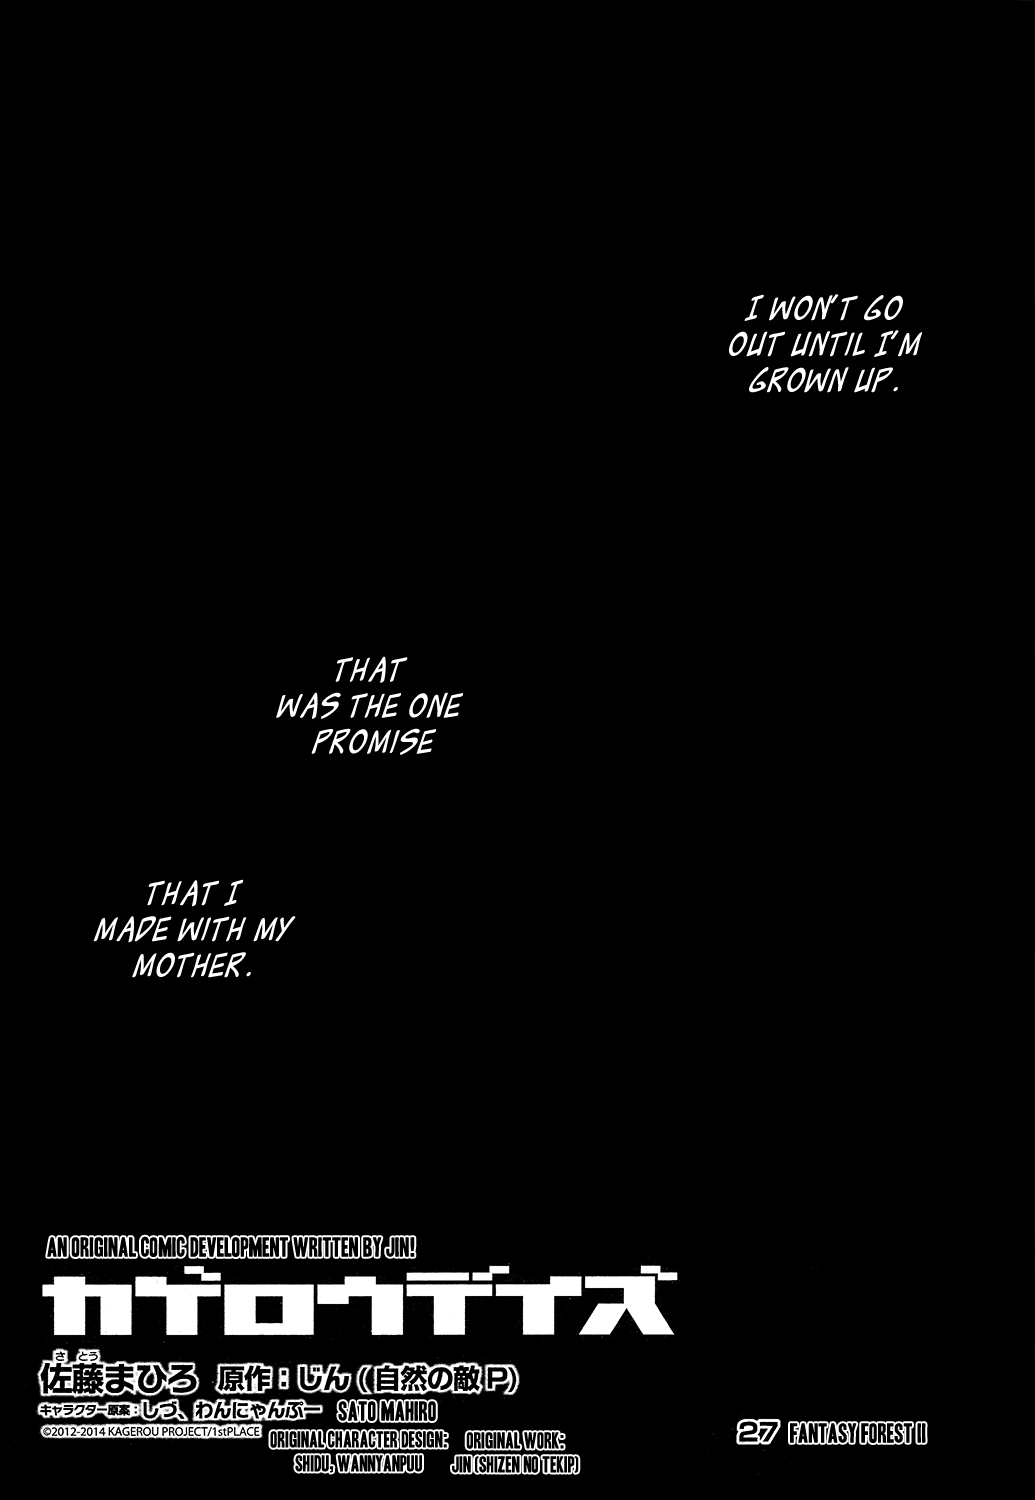 I WON'T GO
OUT UNTIL I'M
GROWN UP.
THAT
WAS THE ONE
PROMISE
THAT I
MADE WITH MY
MOTHER.
AN ORIGINAL COMIC DEVELOPMENT WRITTEN BY JIN!
カゲロウデイズ
さとう
佐藤まひろ 原作:じん(自然の敵P)
キャラクター原案:しづ、わんにゃんぷー SATO MAHIRO
©2012-2014 KAGEROU PROJECT/1stPLACE
ORIGINAL CHARACTER DESIGN: ORIGINAL WORK:
SHIDU, WANNYANPUU JIN (SHIZEN NO TEKIP)
27 FANTASY FOREST II